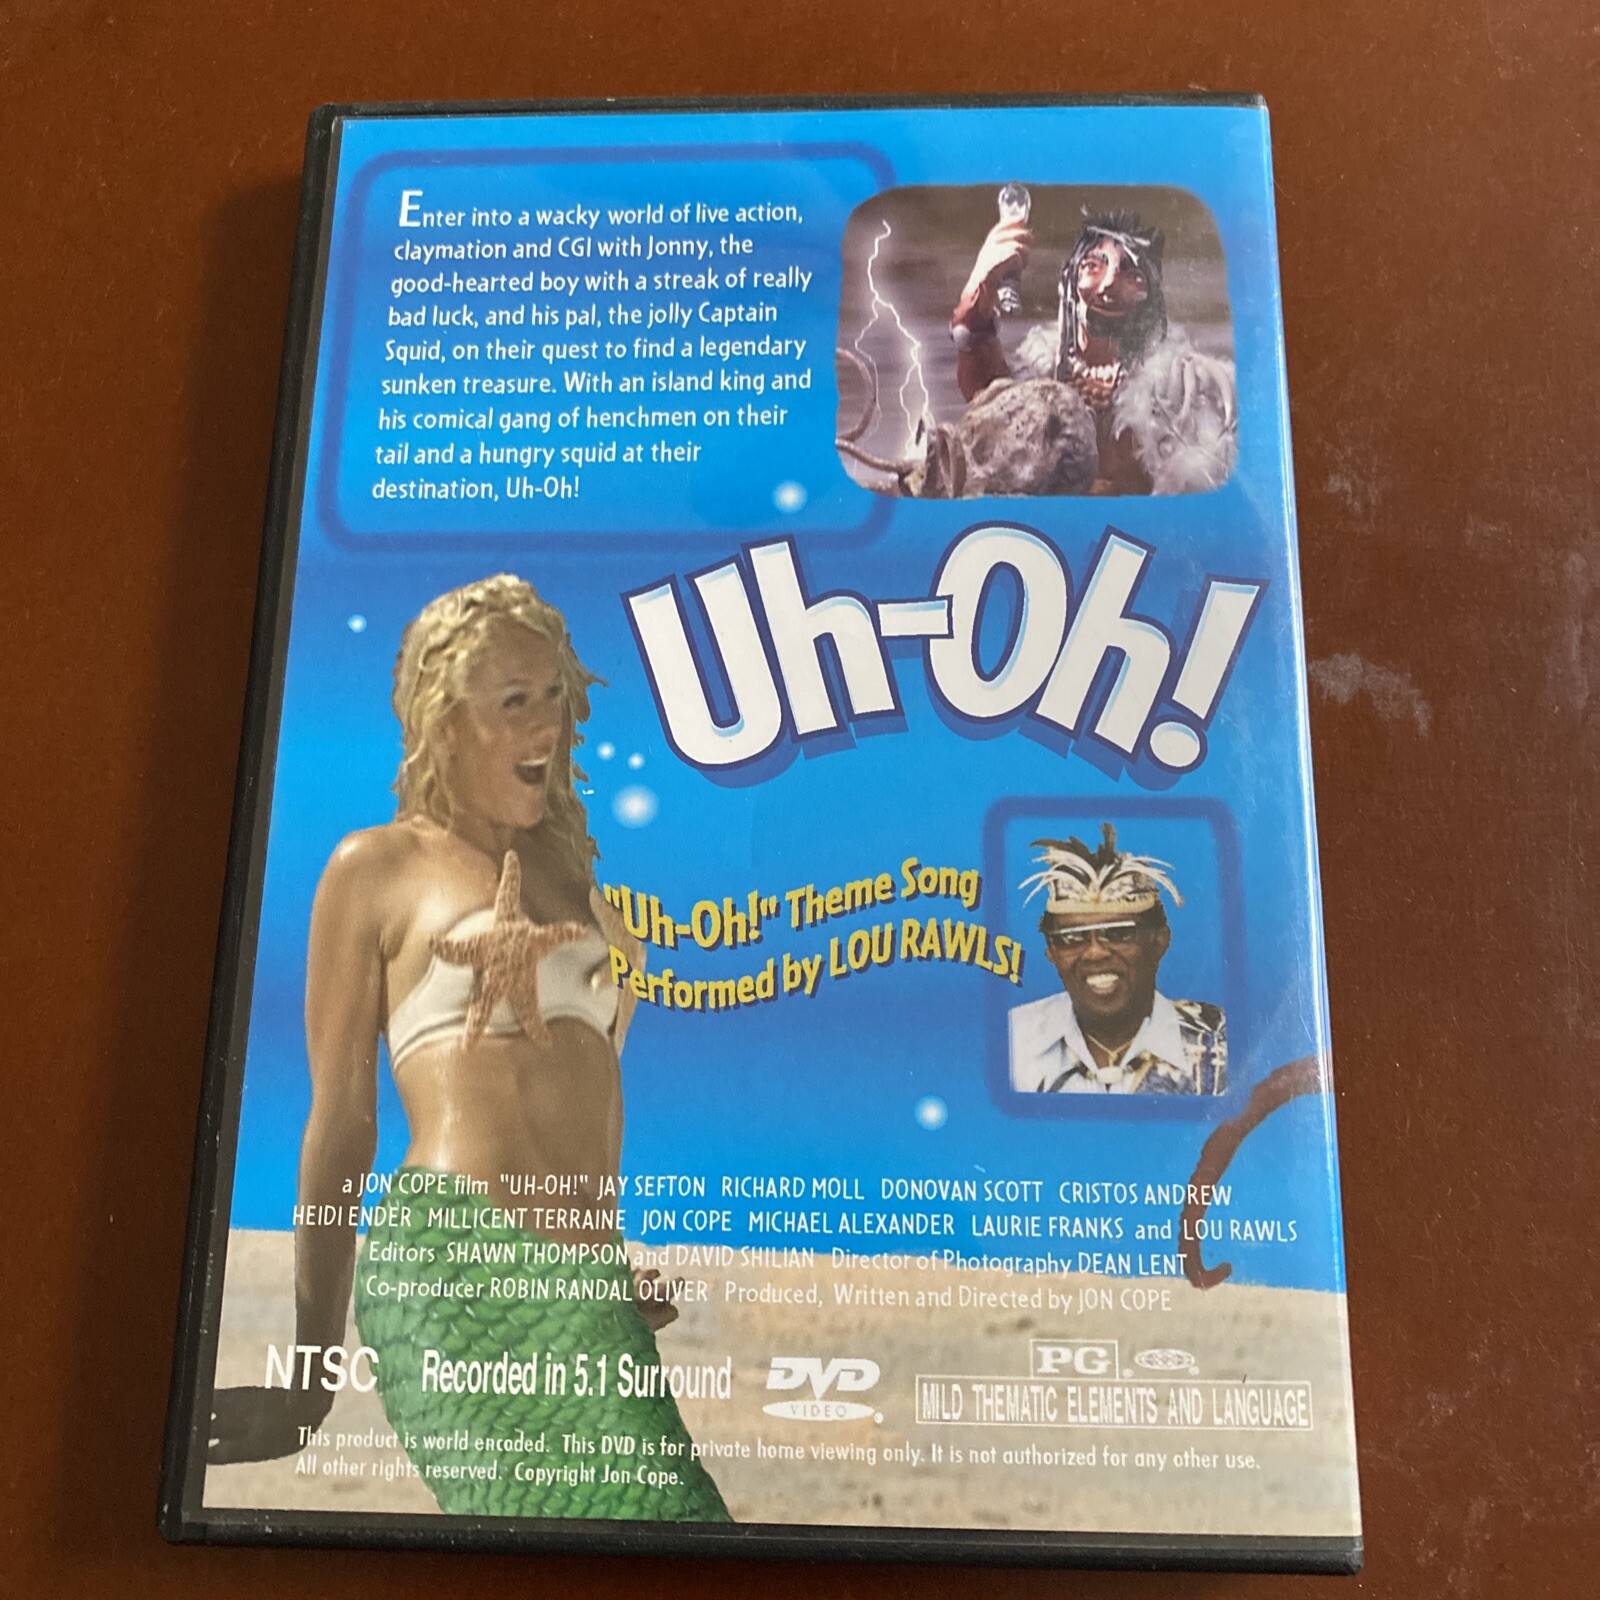 Enter into a wacky world of live action,
claymation and CGI with Jonny, the
good-hearted boy with a streak of really
bad luck, and his pal, the jolly Captain
Squid, on their quest to find a legendary
sunken treasure. With an island king and
his comical gang of henchmen on their
tail and a hungry squid at their
destination, Uh-Oh!
Uh-Oh!
"Uh-Oh!" Theme Song
Performed by LOU RAWLS!
a JON COPE film "UH-OH!" JAY SEFTON RICHARD MOLL DONOVAN SCOTT CRISTOS ANDREW
HEIDI ENDER MILLICENT TERRAINE JON COPE MICHAEL ALEXANDER LAURIE FRANKS and LOU RAWLS
Editors SHAWN THOMPSON and DAVID SHILIAN Director of Photography DEAN LENT
Co-producer ROBIN RANDAL OLIVER Produced, Written and Directed by JON COPE
NTSC Recorded in 5.1 Surround DVD VIDEO PG
MILD THEMATIC ELEMENTS AND LANGUAGE
This product is world encoded. This DVD is for private home viewing only. It is not authorized for any other use.
All other rights reserved. Copyright Jon Cope.